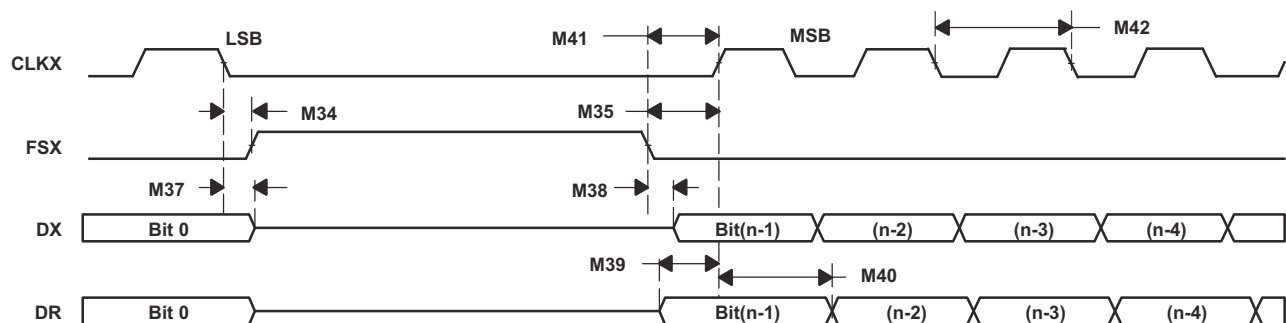 LSB M41 MSB M42
CLKX
M34 M35
FSX
M37 M38
DX Bit 0 Bit(n-1) (n-2) (n-3) (n-4)
M39 M40
DR Bit 0 Bit(n-1) (n-2) (n-3) (n-4)